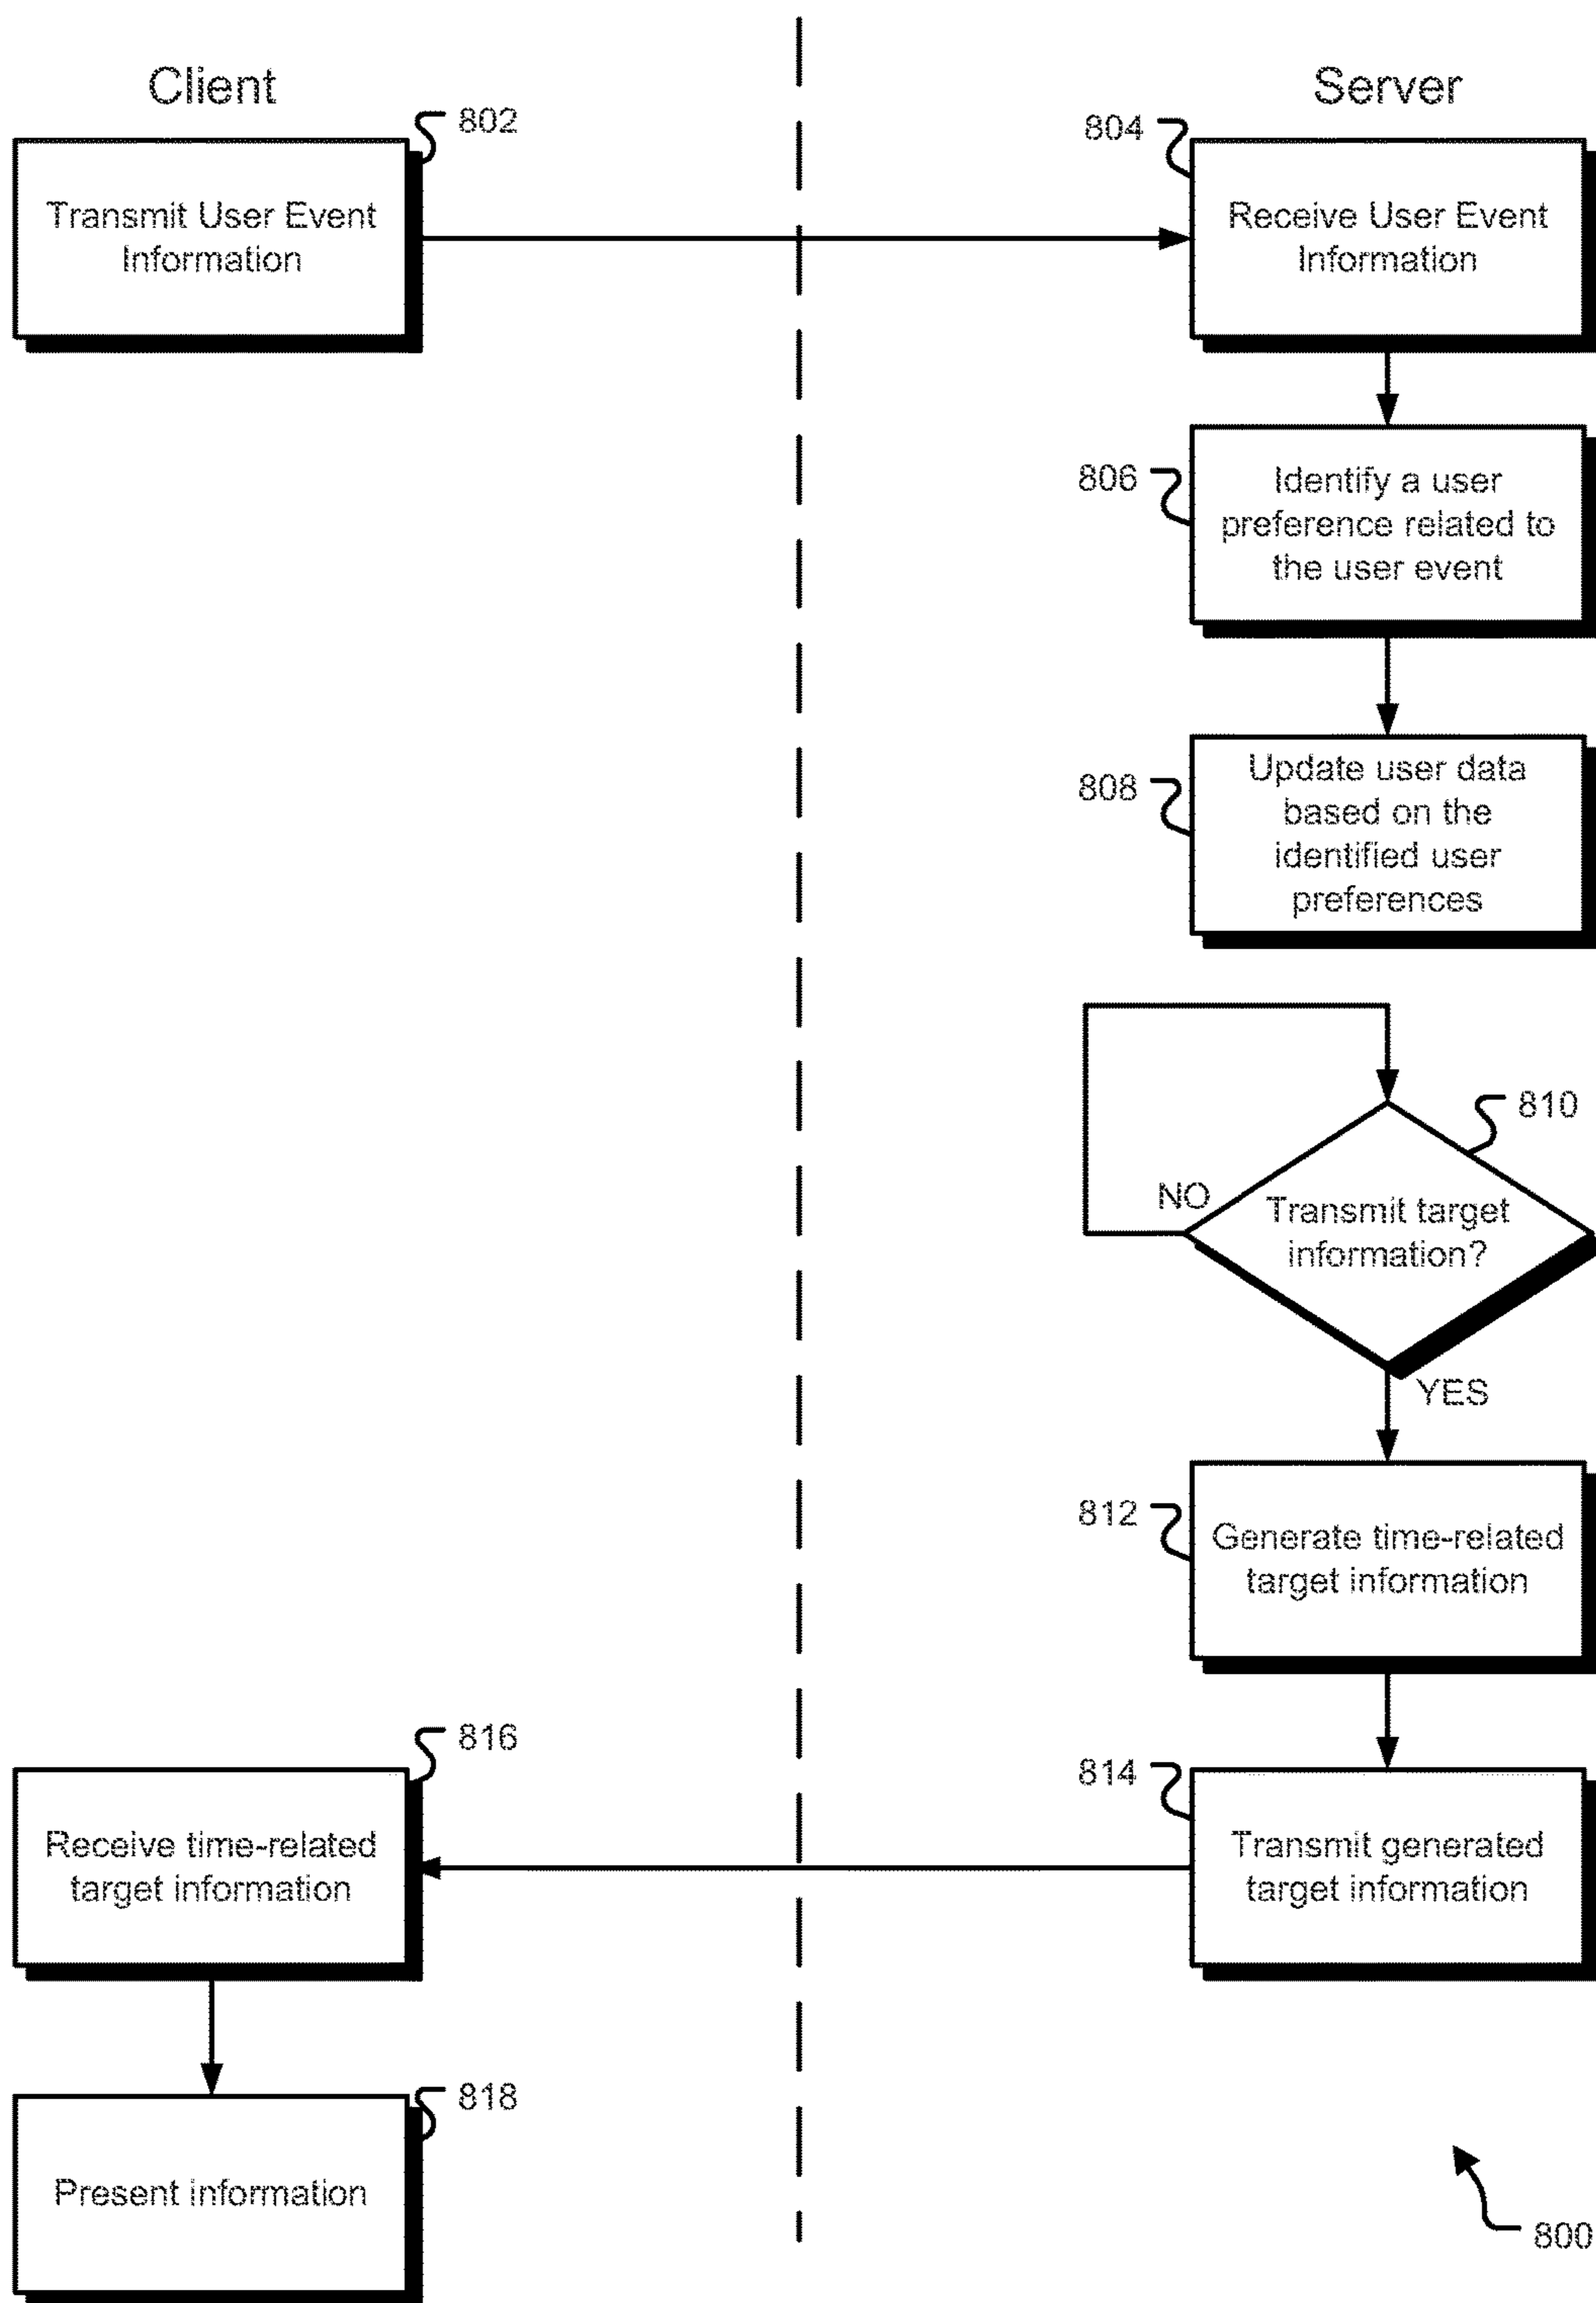 Client
Server
802
804
Transmit User Event
Information
Receive User Event
Information
806
Identify a user
preference related to
the user event
808
Update user data
based on the
identified user
preferences
810
NO
Transmit target
information?
YES
812
Generate time-related
target information
816
814
Receive time-related
target information
Transmit generated
target information
818
Present information
800